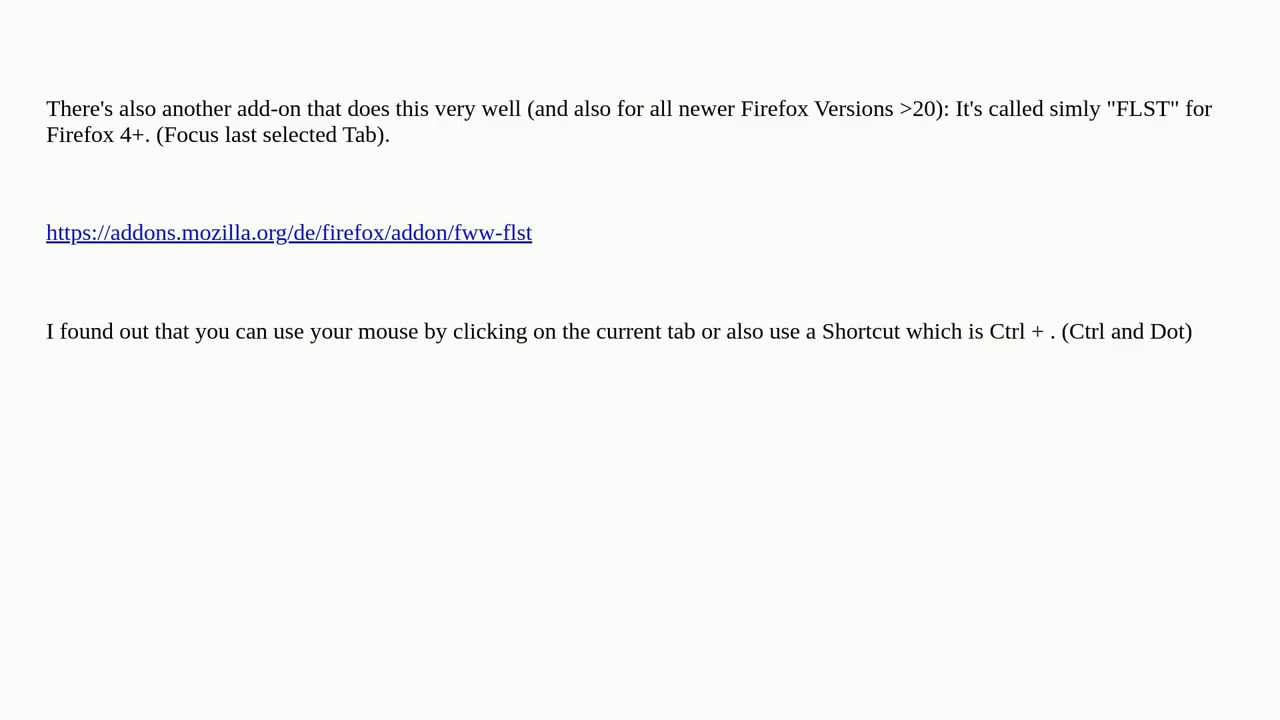 There's also another add-on that does this very well (and also for all newer Firefox Versions >20): It's called simly "FLST" for
Firefox 4+. (Focus last selected Tab).
https://addons.mozilla.org/de/firefox/addon/fww-flst
I found out that you can use your mouse by clicking on the current tab or also use a Shortcut which is Ctrl + . (Ctrl and Dot)